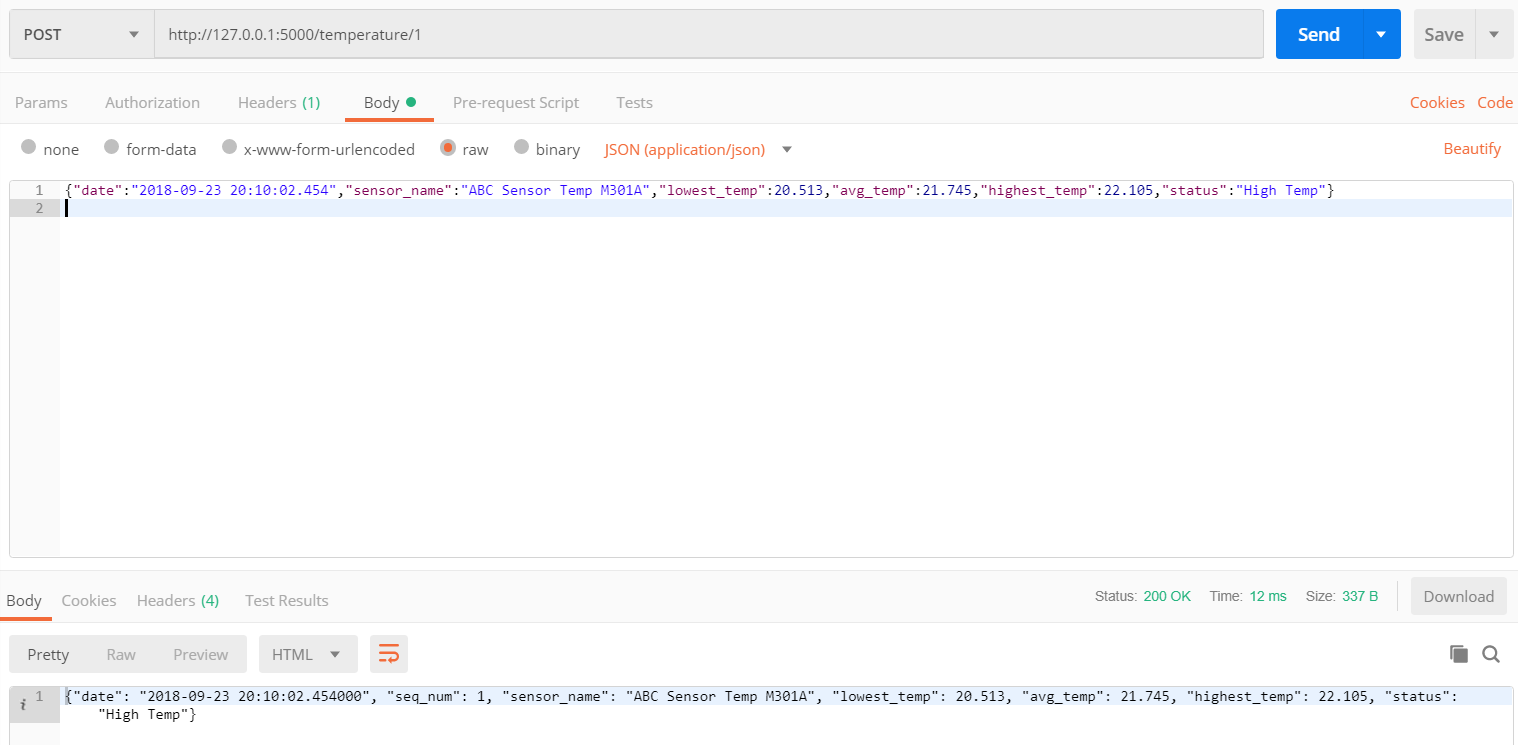 POST http://127.0.0.1:5000/temperature/1 Send Save
Params Authorization Headers (1) Body Pre-request Script Tests Cookies Code
none form-data x-www-form-urlencoded raw binary JSON (application/json) Beautify
1 {"date":"2018-09-23 20:10:02.454","sensor_name":"ABC Sensor Temp M301A","lowest_temp":20.513,"avg_temp":21.745,"highest_temp":22.105,"status":"High Temp"}
2
Body Cookies Headers (4) Test Results Status: 200 OK Time: 12 ms Size: 337 B Download
Pretty Raw Preview HTML
i 1 {"date": "2018-09-23 20:10:02.454000", "seq_num": 1, "sensor_name": "ABC Sensor Temp M301A", "lowest_temp": 20.513, "avg_temp": 21.745, "highest_temp": 22.105, "status":
"High Temp"}